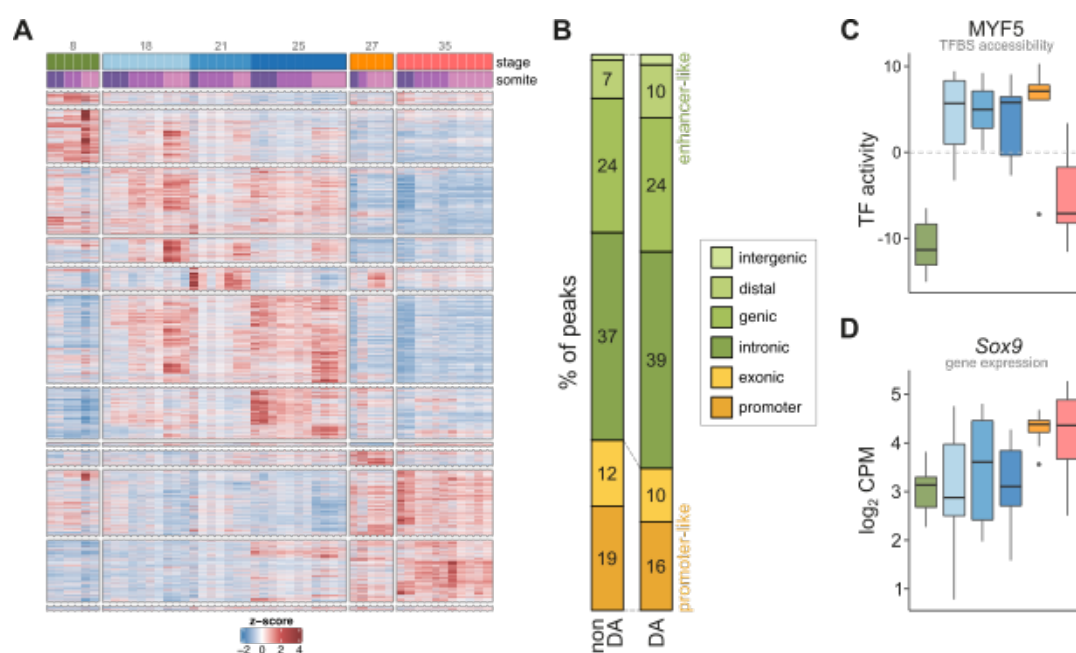 A
8 18 21 25 27 35
stage
somite
z-score
−2 0 2 4
B
% of peaks
7
24
37
12
19
10
24
39
10
16
non DA
DA
enhancer-like
promoter-like
intergenic
distal
genic
intronic
exonic
promoter
C
MYF5
TFBS accessibility
TF activity
10
0
-10
D
Sox9
gene expression
log₂ CPM
5
4
3
2
1